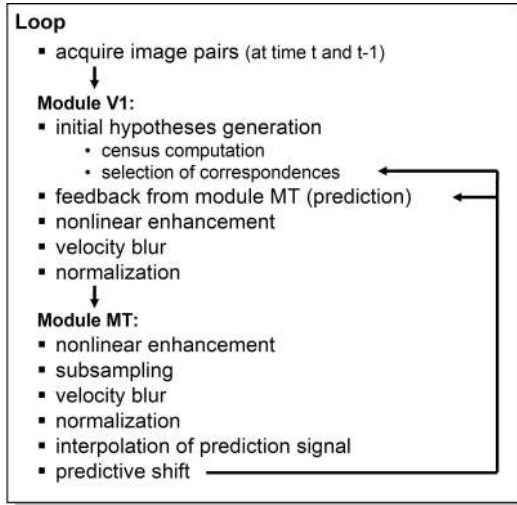 Loop
▪ acquire image pairs (at time t and t-1)
Module V1:
▪ initial hypotheses generation
• census computation
• selection of correspondences
▪ feedback from module MT (prediction)
▪ nonlinear enhancement
▪ velocity blur
▪ normalization
Module MT:
▪ nonlinear enhancement
▪ subsampling
▪ velocity blur
▪ normalization
▪ interpolation of prediction signal
▪ predictive shift